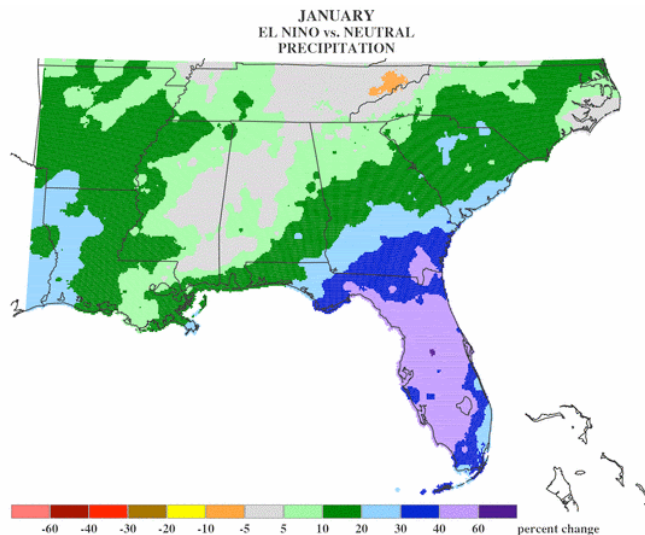 JANUARY
EL NINO vs. NEUTRAL
PRECIPITATION
-60 -40 -30 -20 -10 -5 5 10 20 30 40 60 percent change